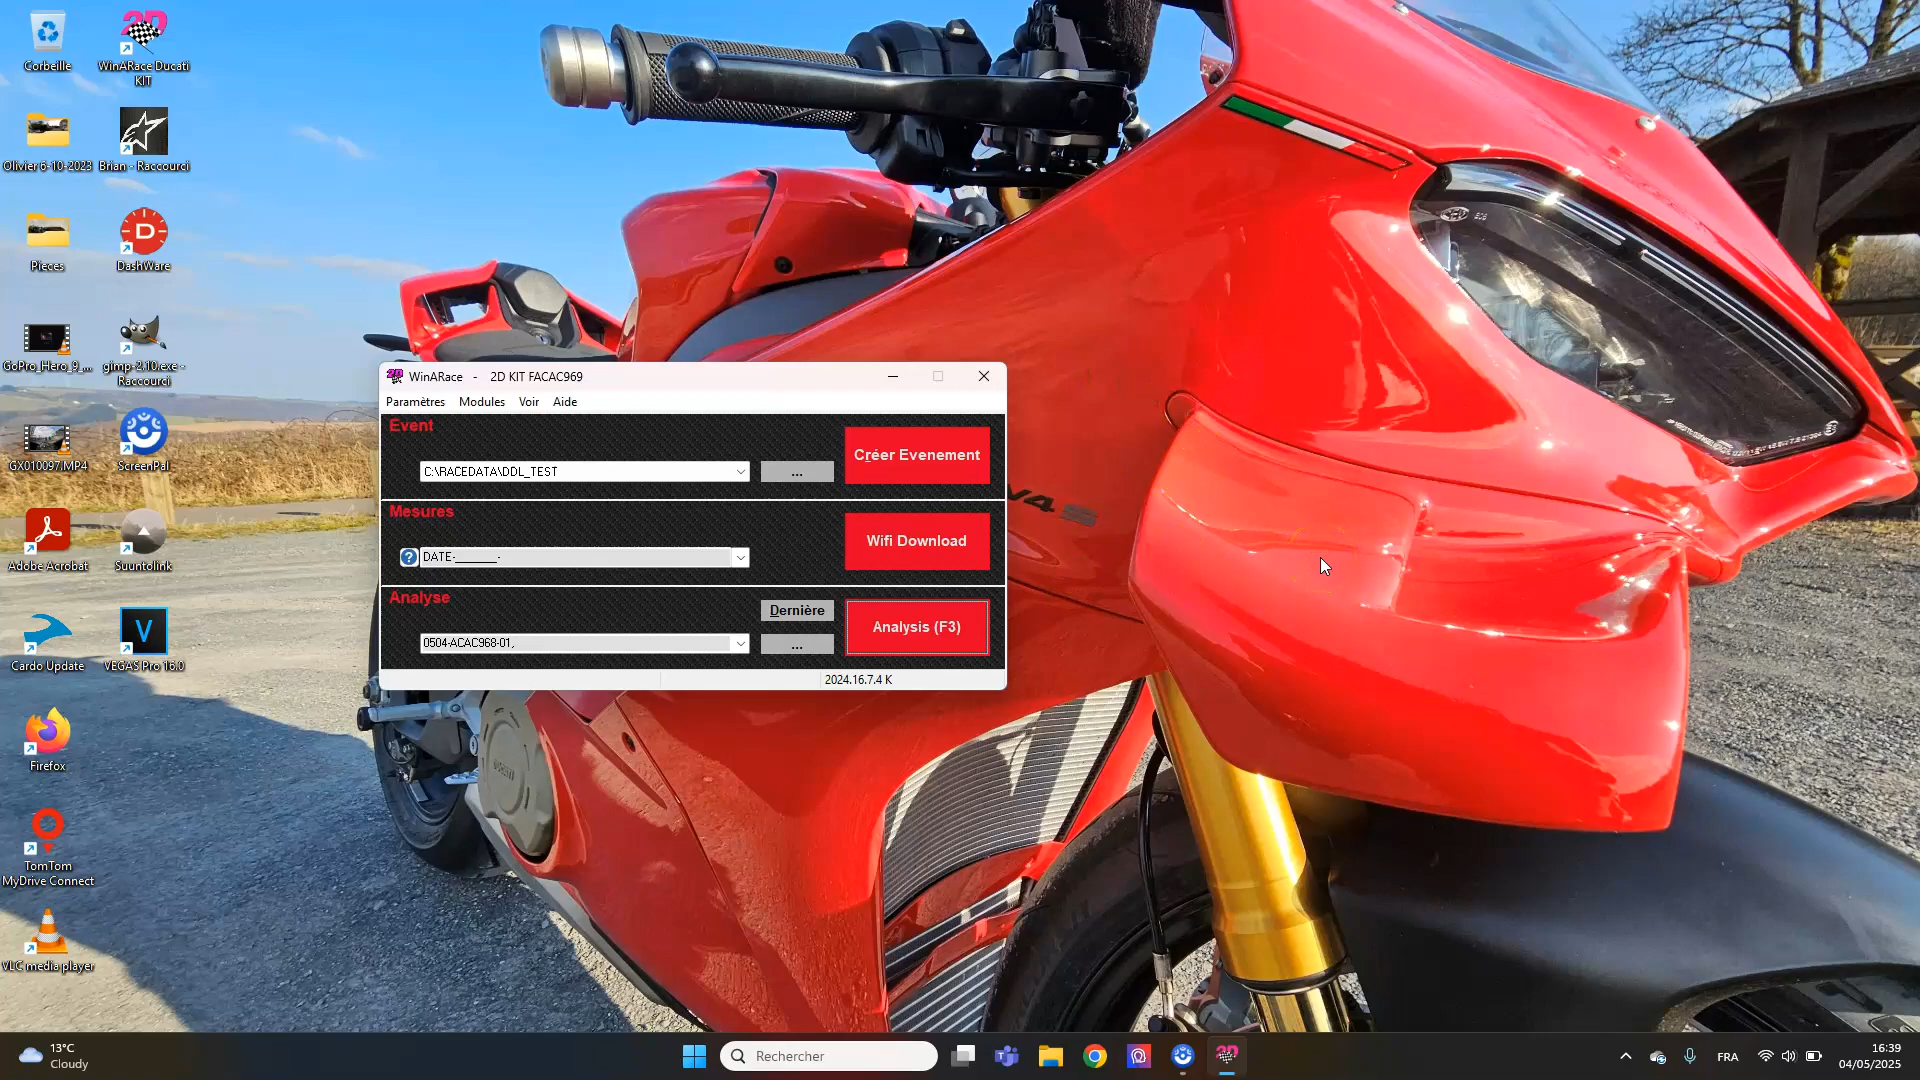 Corbeille
WinARace Ducati
KIT
Olivier 6-10-2023
Brian - Raccourci
Pieces
DashWare
GoPro_Hero_9_...
gimp-2.10.exe -
Raccourci
GX010097.MP4
ScreenPal
Adobe Acrobat
Suuntolink
Cardo Update
VEGAS Pro 16.0
Firefox
TomTom
MyDrive Connect
VLC media player
2D WinARace - 2D KIT FACAC969
Paramètres Modules Voir Aide
Event
C:\RACEDATA\DDL_TEST
...
Créer Evenement
Mesures
DATE-_______-
Wifi Download
Analyse
Dernière
0504-ACAC968-01,
...
Analysis (F3)
2024.16.7.4 K
V4 S
13°C
Cloudy
Rechercher
FRA
16:39
04/05/2025